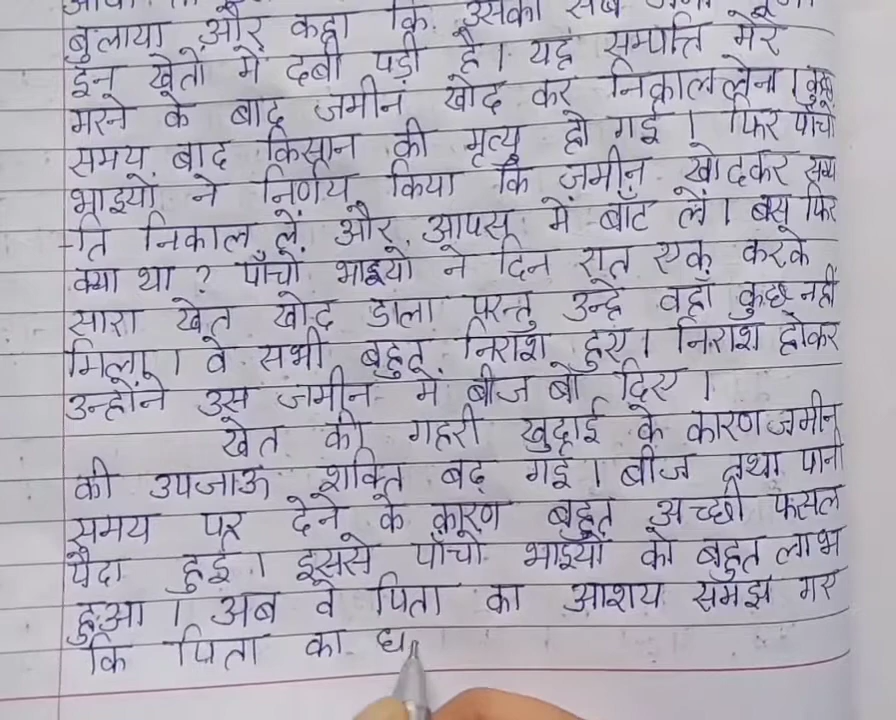 बुलाया और कहा कि उसका सब
इन खेतों में दबी पड़ी है। यह सम्पत्ति मेरे
मरने के बाद जमीन खोद कर निकाल लेना। कुछ
समय बाद किसान की मृत्यु हो गई। फिर पाँचों
भाइयों ने निर्णय किया कि जमीन खोदकर सम्प
त्ति निकाल लें और आपस में बाँट लें। बस फिर
क्या था? पाँचों भाइयों ने दिन रात एक करके
सारा खेत खोद डाला परन्तु उन्हें वहाँ कुछ नहीं
मिला। वे सभी बहुत निराश हुए। निराश होकर
उन्होंने उस जमीन में बीज बो दिए।
खेत की गहरी खुदाई के कारण जमीन
की उपजाऊ शक्ति बढ़ गई। बीज तथा पानी
समय पर देने के कारण बहुत अच्छी फसल
पैदा हुई। इससे पाँचों भाइयों को बहुत लाभ
हुआ। अब वे पिता का आशय समझ गए
कि पिता का ध